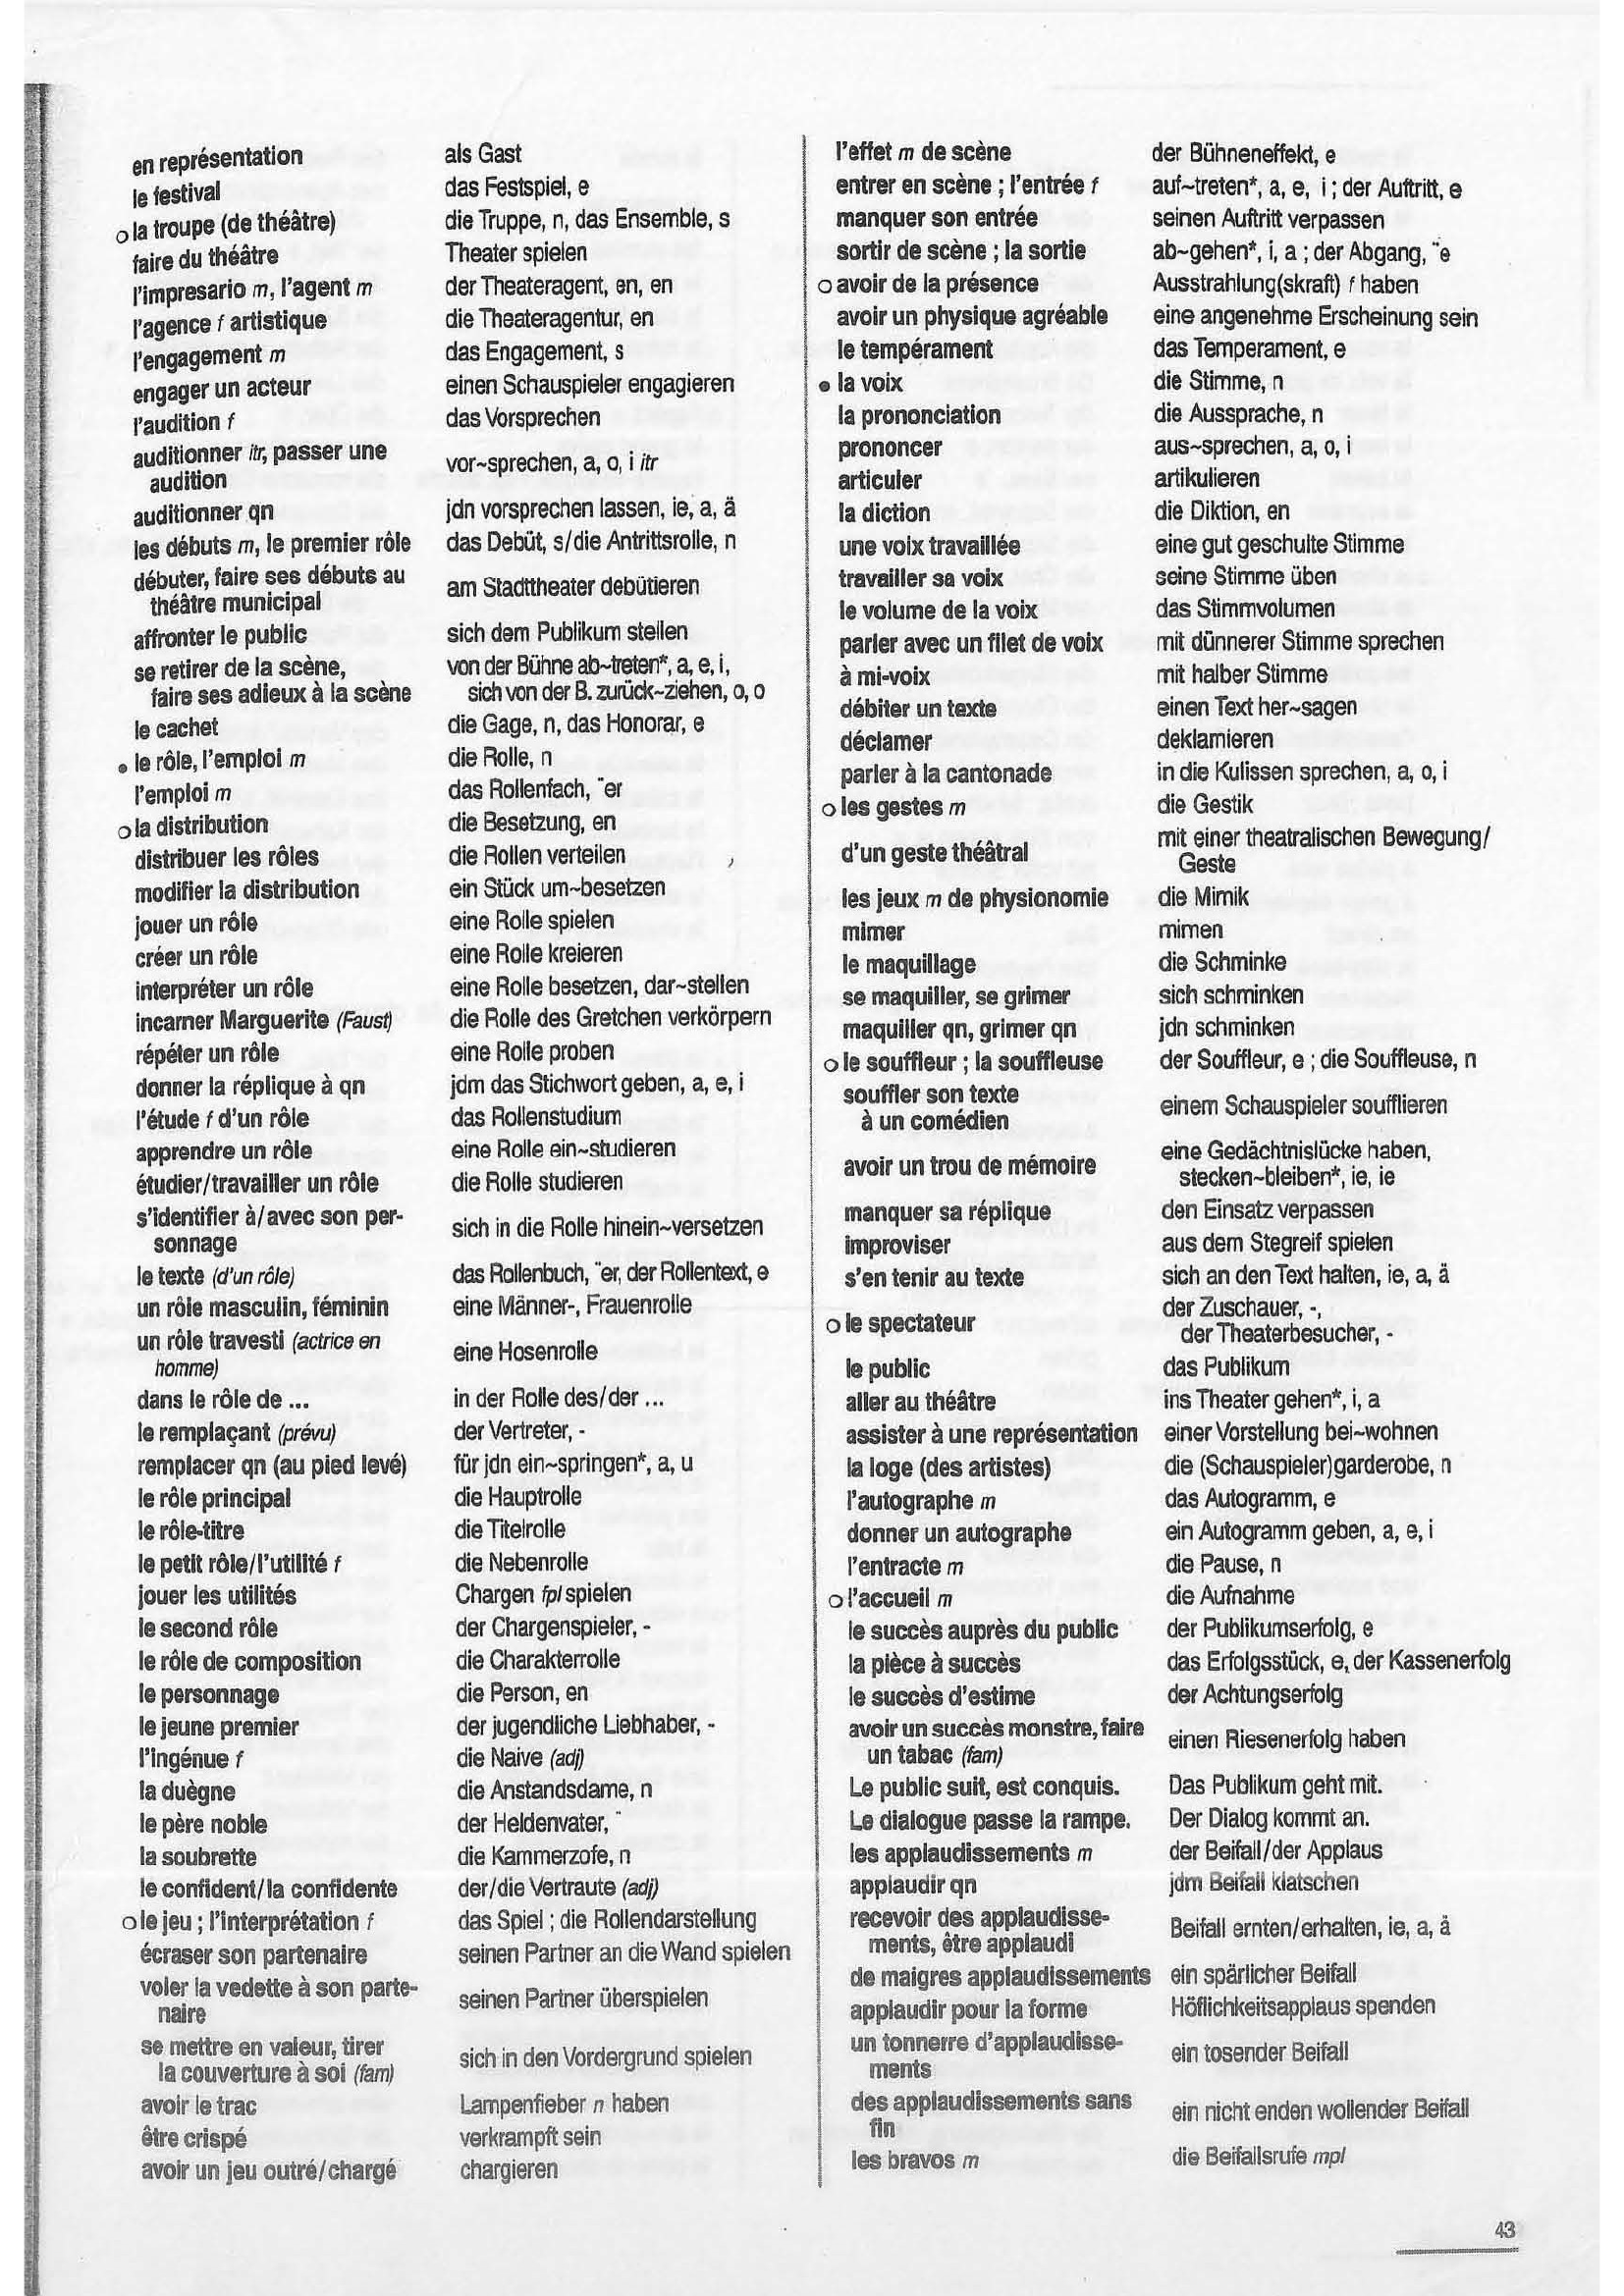 en représentation als Gast
le festival das Festspiel, e
o la troupe (de théâtre) die Truppe, n, das Ensemble, s
faire du théâtre Theater spielen
l'impresario m, l'agent m der Theateragent, en, en
l'agence f artistique die Theateragentur, en
l'engagement m das Engagement, s
engager un acteur einen Schauspieler engagieren
l'audition f das Vorsprechen
auditionner itr, passer une
audition vor~sprechen, a, o, i itr
auditionner qn jdn vorsprechen lassen, ie, a, ä
les débuts m, le premier rôle das Debüt, s/die Antrittsrolle, n
débuter, faire ses débuts au
théâtre municipal am Stadttheater debütieren
affronter le public sich dem Publikum stellen
se retirer de la scène, von der Bühne ab~treten*, a, e, i,
faire ses adieux à la scène sich von der B. zurück~ziehen, o, o
le cachet die Gage, n, das Honorar, e
• le rôle, l'emploi m die Rolle, n
l'emploi m das Rollenfach, ¨er
o la distribution die Besetzung, en
distribuer les rôles die Rollen verteilen
modifier la distribution ein Stück um~besetzen
jouer un rôle eine Rolle spielen
créer un rôle eine Rolle kreieren
interpréter un rôle eine Rolle besetzen, dar~stellen
incarner Marguerite (Faust) die Rolle des Gretchen verkörpern
répéter un rôle eine Rolle proben
donner la réplique à qn jdm das Stichwort geben, a, e, i
l'étude f d'un rôle das Rollenstudium
apprendre un rôle eine Rolle ein~studieren
étudier/travailler un rôle die Rolle studieren
s'identifier à/avec son per-
sonnage sich in die Rolle hinein~versetzen
le texte (d'un rôle) das Rollenbuch, ¨er, der Rollentext, e
un rôle masculin, féminin eine Männer-, Frauenrolle
un rôle travesti (actrice en
homme) eine Hosenrolle
dans le rôle de ... in der Rolle des/der ...
le remplaçant (prévu) der Vertreter, -
remplacer qn (au pied levé) für jdn ein~springen*, a, u
le rôle principal die Hauptrolle
le rôle-titre die Titelrolle
le petit rôle/l'utilité f die Nebenrolle
jouer les utilités Chargen fpl spielen
le second rôle der Chargenspieler, -
le rôle de composition die Charakterrolle
le personnage die Person, en
le jeune premier der jugendliche Liebhaber, -
l'ingénue f die Naive (adj)
la duègne die Anstandsdame, n
le père noble der Heldenvater, ¨
la soubrette die Kammerzofe, n
le confident/la confidente der/die Vertraute (adj)
o le jeu ; l'interprétation f das Spiel ; die Rollendarstellung
écraser son partenaire seinen Partner an die Wand spielen
voler la vedette à son parte-
naire seinen Partner überspielen
se mettre en valeur, tirer
la couverture à soi (fam) sich in den Vordergrund spielen
avoir le trac Lampenfieber n haben
être crispé verkrampft sein
avoir un jeu outré/chargé chargieren
l'effet m de scène der Bühneneffekt, e
entrer en scène ; l'entrée f auf~treten*, a, e, i ; der Auftritt, e
manquer son entrée seinen Auftritt verpassen
sortir de scène ; la sortie ab~gehen*, i, a ; der Abgang, ¨e
o avoir de la présence Ausstrahlung(skraft) f haben
avoir un physique agréable eine angenehme Erscheinung sein
le tempérament das Temperament, e
• la voix die Stimme, n
la prononciation die Aussprache, n
prononcer aus~sprechen, a, o, i
articuler artikulieren
la diction die Diktion, en
une voix travaillée eine gut geschulte Stimme
travailler sa voix seine Stimme üben
le volume de la voix das Stimmvolumen
parler avec un filet de voix mit dünnerer Stimme sprechen
à mi-voix mit halber Stimme
débiter un texte einen Text her~sagen
déclamer deklamieren
parler à la cantonade in die Kulissen sprechen, a, o, i
o les gestes m die Gestik
d'un geste théâtral mit einer theatralischen Bewegung/
Geste
les jeux m de physionomie die Mimik
mimer mimen
le maquillage die Schminke
se maquiller, se grimer sich schminken
maquiller qn, grimer qn jdn schminken
o le souffleur ; la souffleuse der Souffleur, e ; die Souffleuse, n
souffler son texte
à un comédien einem Schauspieler soufflieren
avoir un trou de mémoire eine Gedächtnislücke haben,
stecken~bleiben*, ie, ie
manquer sa réplique den Einsatz verpassen
improviser aus dem Stegreif spielen
s'en tenir au texte sich an den Text halten, ie, a, ä
o le spectateur der Zuschauer, -,
der Theaterbesucher, -
le public das Publikum
aller au théâtre ins Theater gehen*, i, a
assister à une représentation einer Vorstellung bei~wohnen
la loge (des artistes) die (Schauspieler)garderobe, n
l'autographe m das Autogramm, e
donner un autographe ein Autogramm geben, a, e, i
l'entracte m die Pause, n
o l'accueil m die Aufnahme
le succès auprès du public der Publikumserfolg, e
la pièce à succès das Erfolgsstück, e, der Kassenerfolg
le succès d'estime der Achtungserfolg
avoir un succès monstre, faire
un tabac (fam) einen Riesenerfolg haben
Le public suit, est conquis. Das Publikum geht mit.
Le dialogue passe la rampe. Der Dialog kommt an.
les applaudissements m der Beifall/der Applaus
applaudir qn jdm Beifall klatschen
recevoir des applaudisse-
ments, être applaudi Beifall ernten/erhalten, ie, a, ä
de maigres applaudissements ein spärlicher Beifall
applaudir pour la forme Höflichkeitsapplaus spenden
un tonnerre d'applaudisse-
ments ein tosender Beifall
des applaudissements sans
fin ein nicht enden wollender Beifall
les bravos m die Beifallsrufe mpl
43